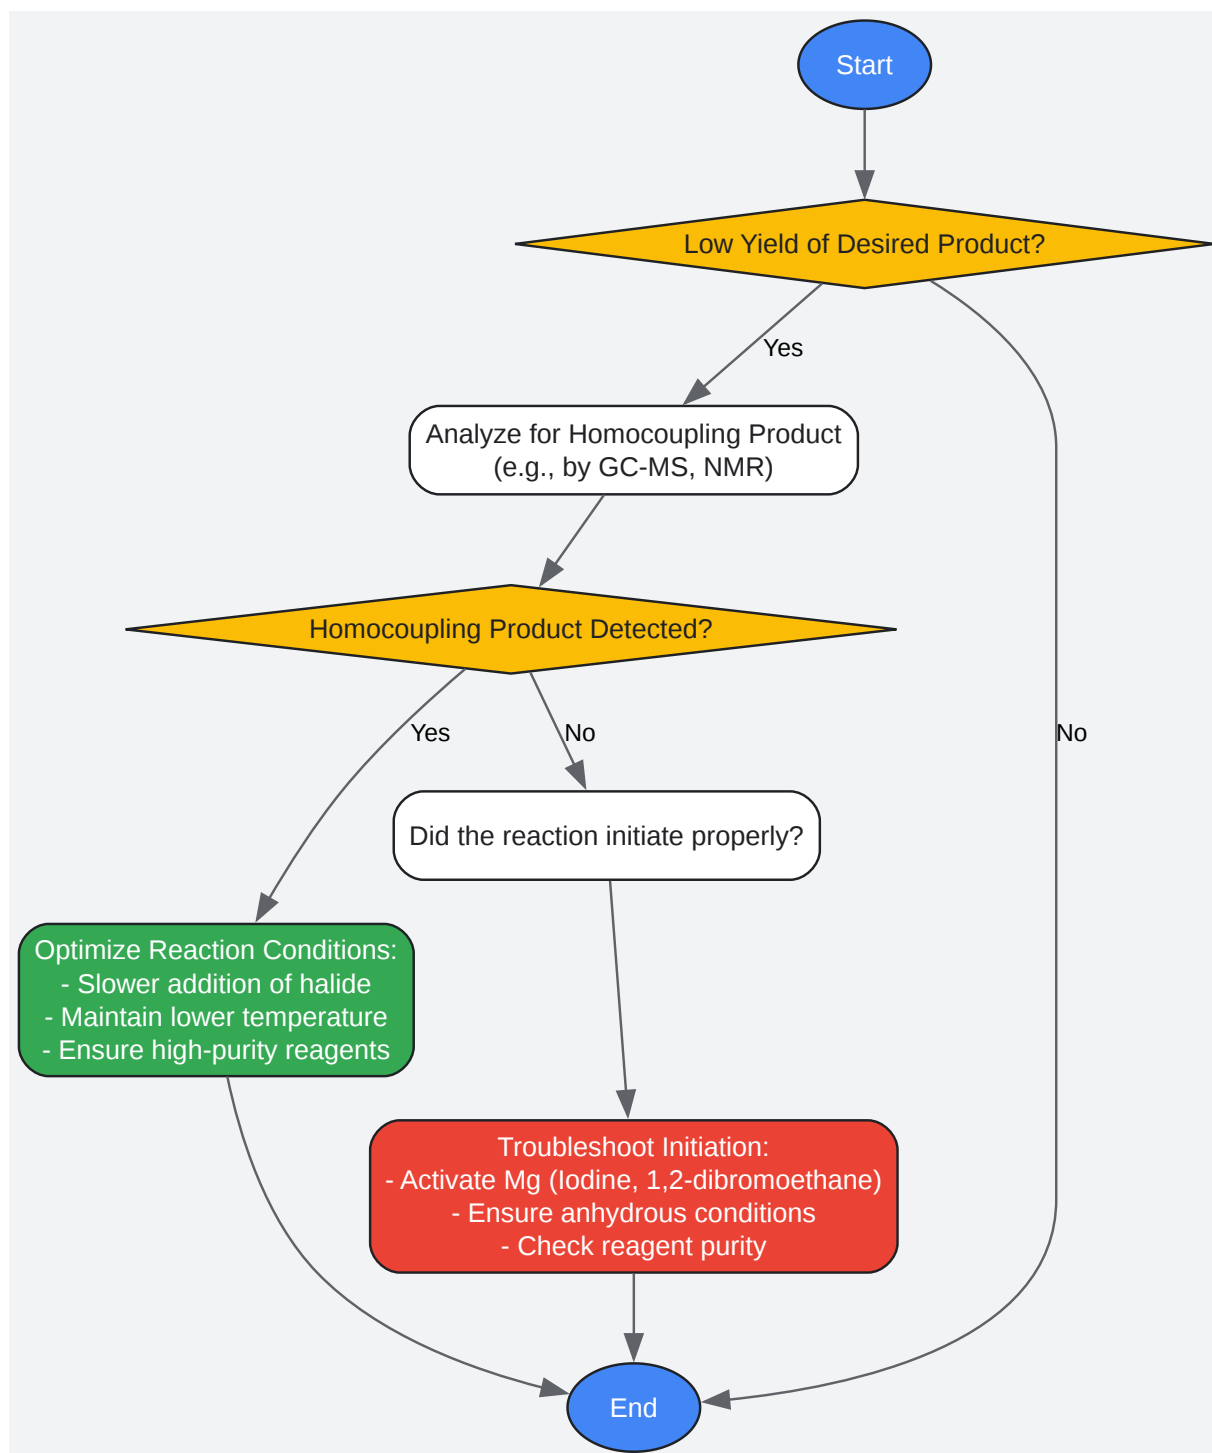 Start
Low Yield of Desired Product?
Yes
Analyze for Homocoupling Product
(e.g., by GC-MS, NMR)
Homocoupling Product Detected?
Yes
No
No
Did the reaction initiate properly?
Optimize Reaction Conditions:
- Slower addition of halide
- Maintain lower temperature
- Ensure high-purity reagents
Troubleshoot Initiation:
- Activate Mg (Iodine, 1,2-dibromoethane)
- Ensure anhydrous conditions
- Check reagent purity
End